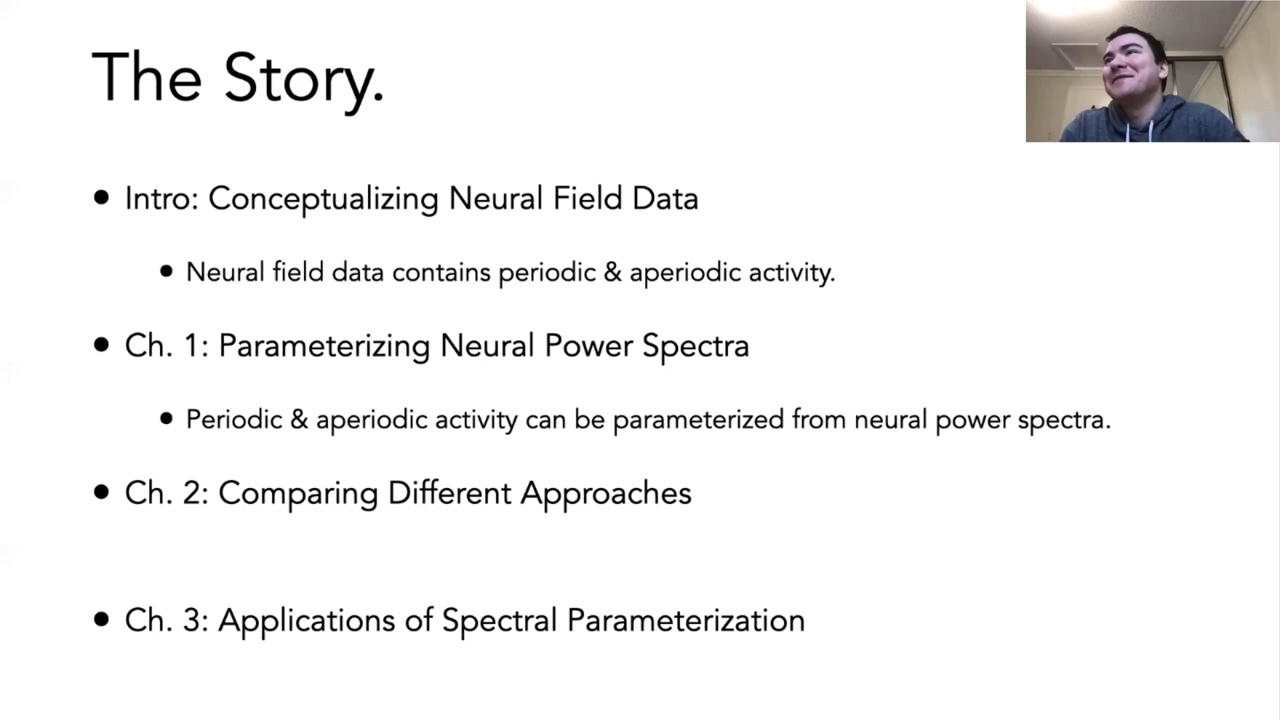 The Story.
• Intro: Conceptualizing Neural Field Data
• Neural field data contains periodic & aperiodic activity.
• Ch. 1: Parameterizing Neural Power Spectra
• Periodic & aperiodic activity can be parameterized from neural power spectra.
• Ch. 2: Comparing Different Approaches
• Ch. 3: Applications of Spectral Parameterization